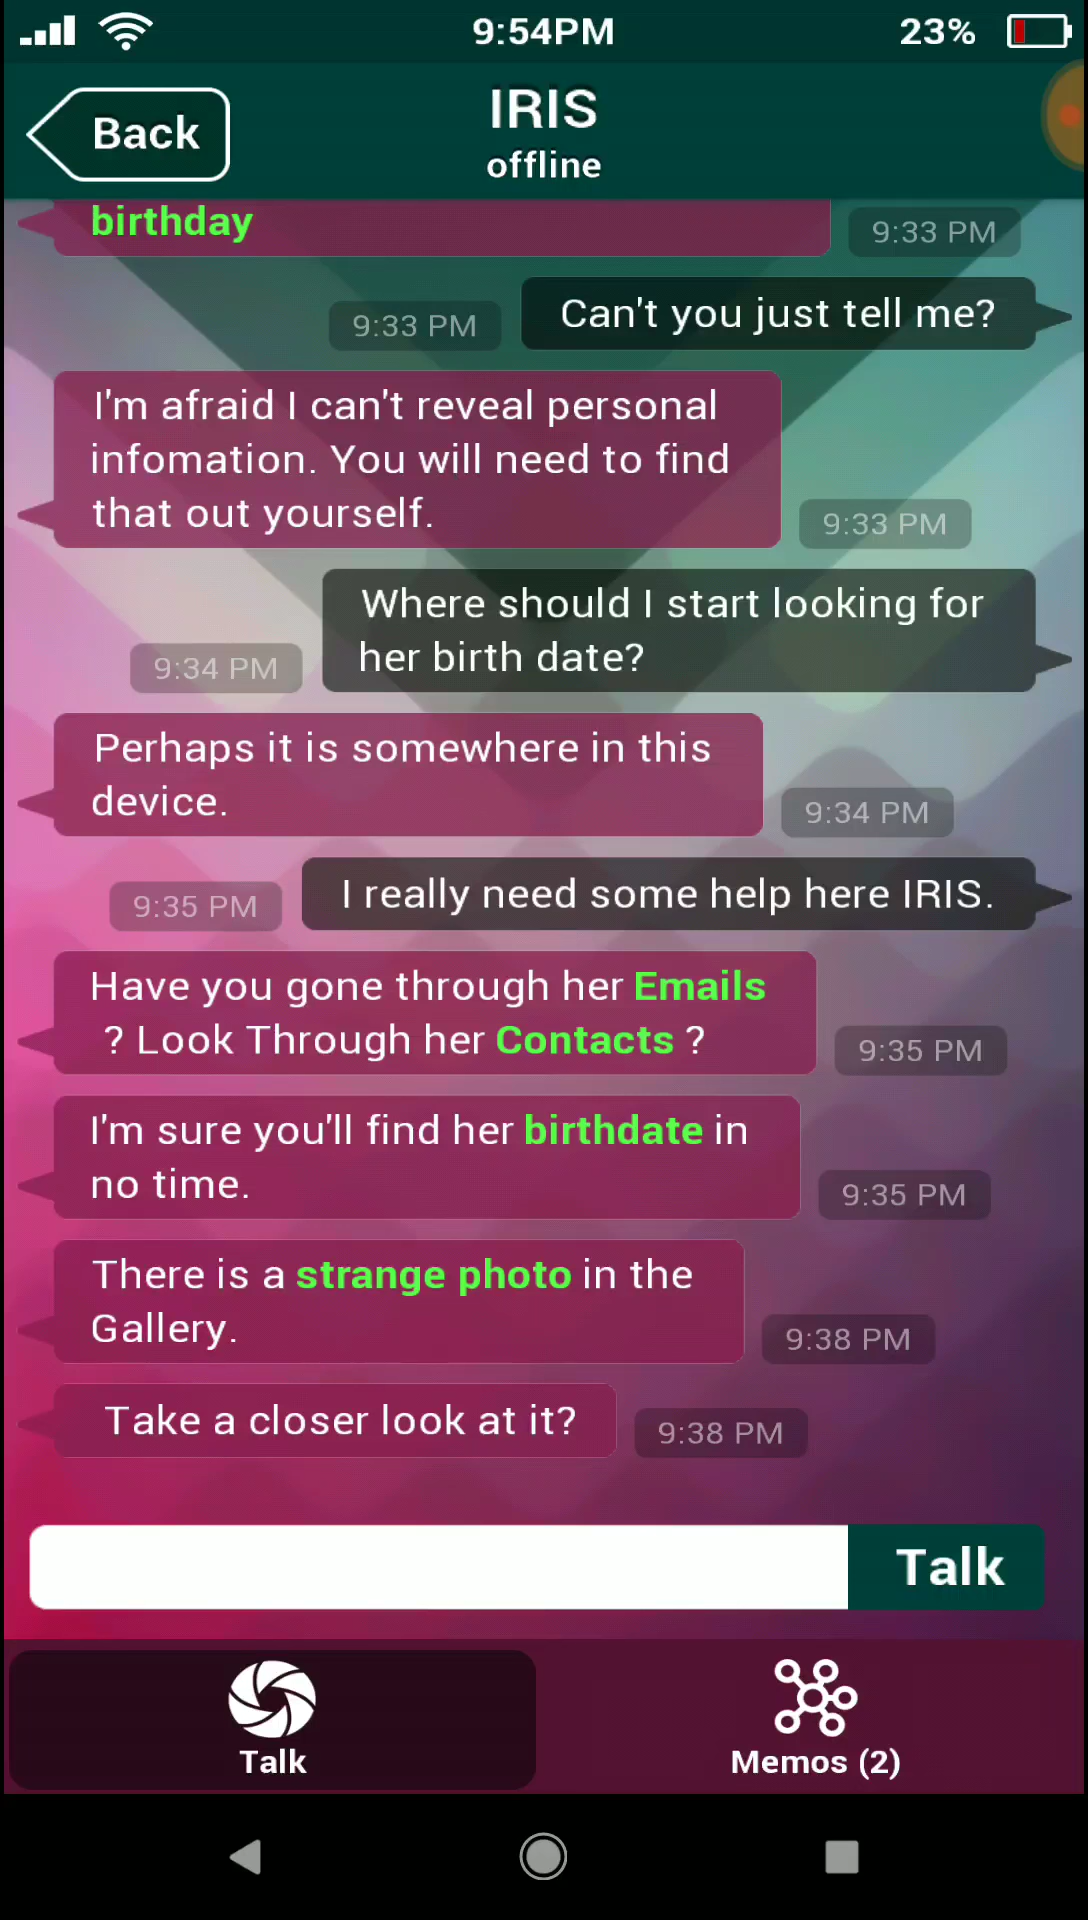 9:54PM
23%
Back
IRIS
offline
birthday
9:33 PM
Can't you just tell me?
9:33 PM
I'm afraid I can't reveal personal
infomation. You will need to find
that out yourself.
9:33 PM
Where should I start looking for
her birth date?
9:34 PM
Perhaps it is somewhere in this
device.
9:34 PM
I really need some help here IRIS.
9:35 PM
Have you gone through her Emails
? Look Through her Contacts ?
9:35 PM
I'm sure you'll find her birthdate in
no time.
9:35 PM
There is a strange photo in the
Gallery.
9:38 PM
Take a closer look at it?
9:38 PM
Talk
Talk
Memos (2)